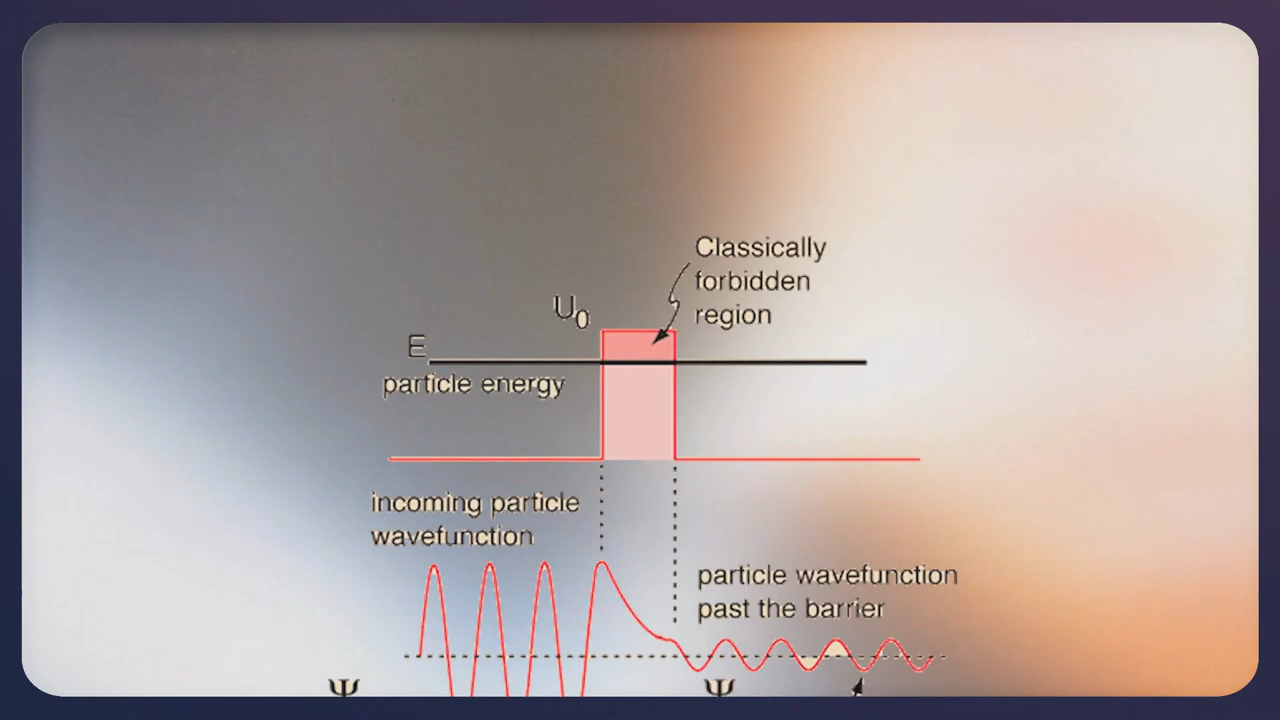 Classically
forbidden
region
U0
E
particle energy
incoming particle
wavefunction
particle wavefunction
past the barrier
Ψ
Ψ